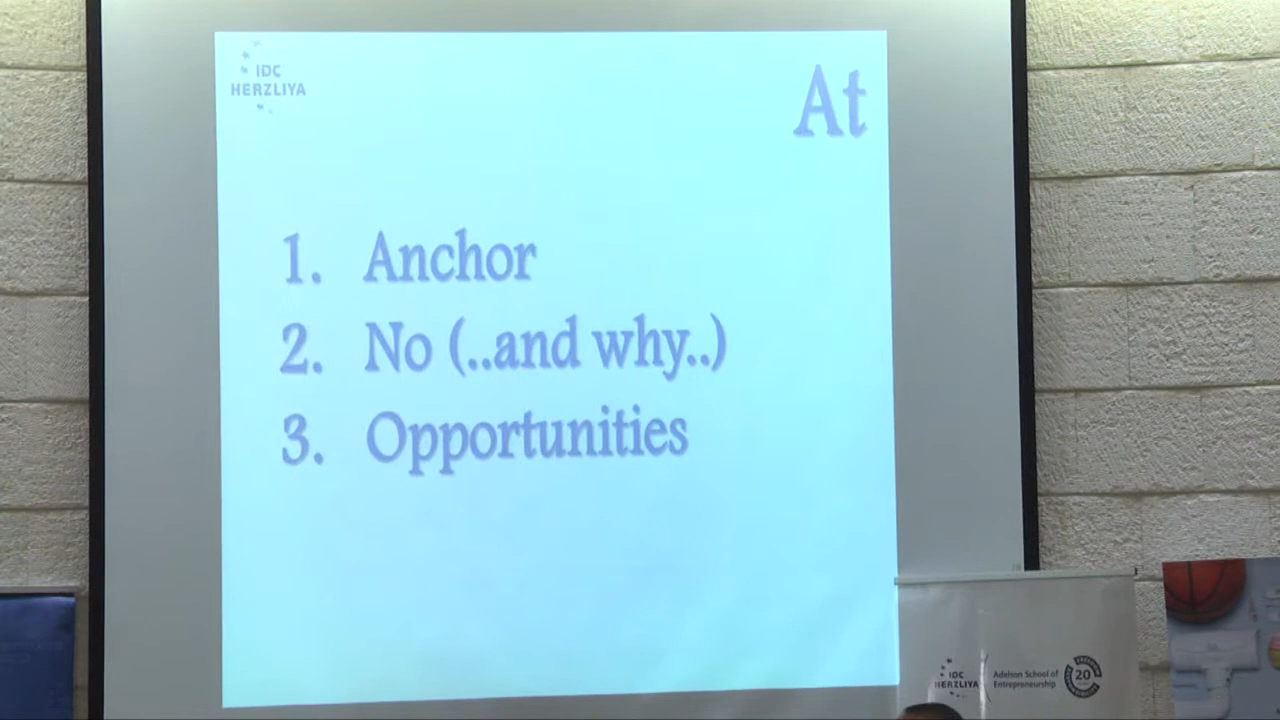 IDC
HERZLIYA
At
1. Anchor
2. No (..and why..)
3. Opportunities
IDC
HERZLIYA
Adelson School of
Entrepreneurship
20